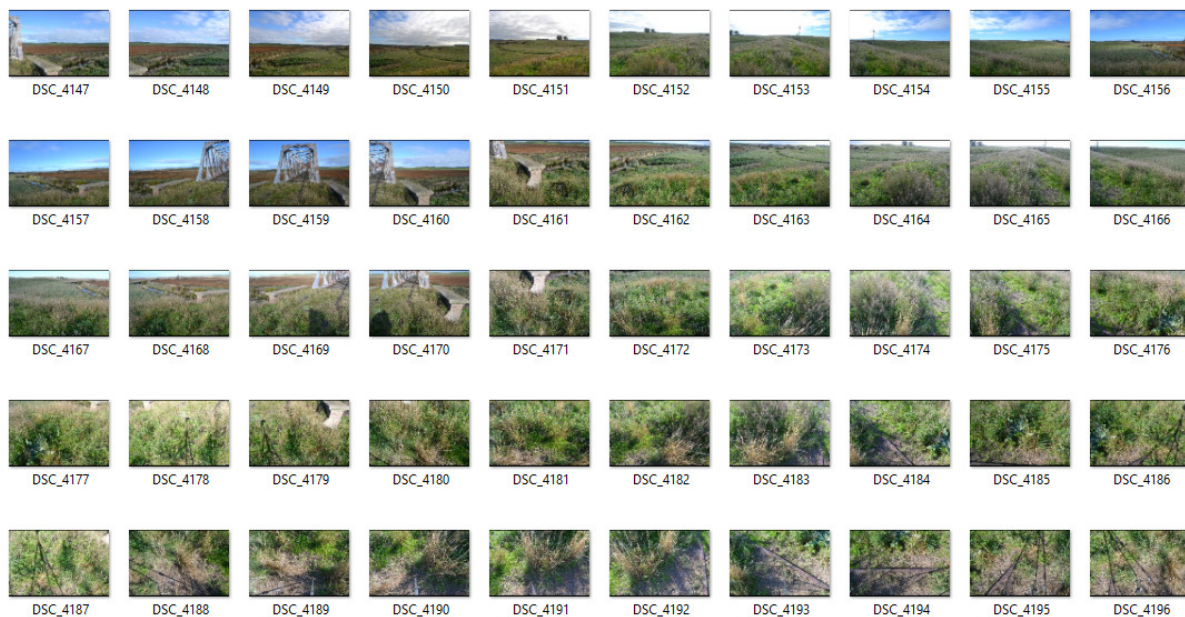 DSC_4147 DSC_4148 DSC_4149 DSC_4150 DSC_4151 DSC_4152 DSC_4153 DSC_4154 DSC_4155 DSC_4156
DSC_4157 DSC_4158 DSC_4159 DSC_4160 DSC_4161 DSC_4162 DSC_4163 DSC_4164 DSC_4165 DSC_4166
DSC_4167 DSC_4168 DSC_4169 DSC_4170 DSC_4171 DSC_4172 DSC_4173 DSC_4174 DSC_4175 DSC_4176
DSC_4177 DSC_4178 DSC_4179 DSC_4180 DSC_4181 DSC_4182 DSC_4183 DSC_4184 DSC_4185 DSC_4186
DSC_4187 DSC_4188 DSC_4189 DSC_4190 DSC_4191 DSC_4192 DSC_4193 DSC_4194 DSC_4195 DSC_4196